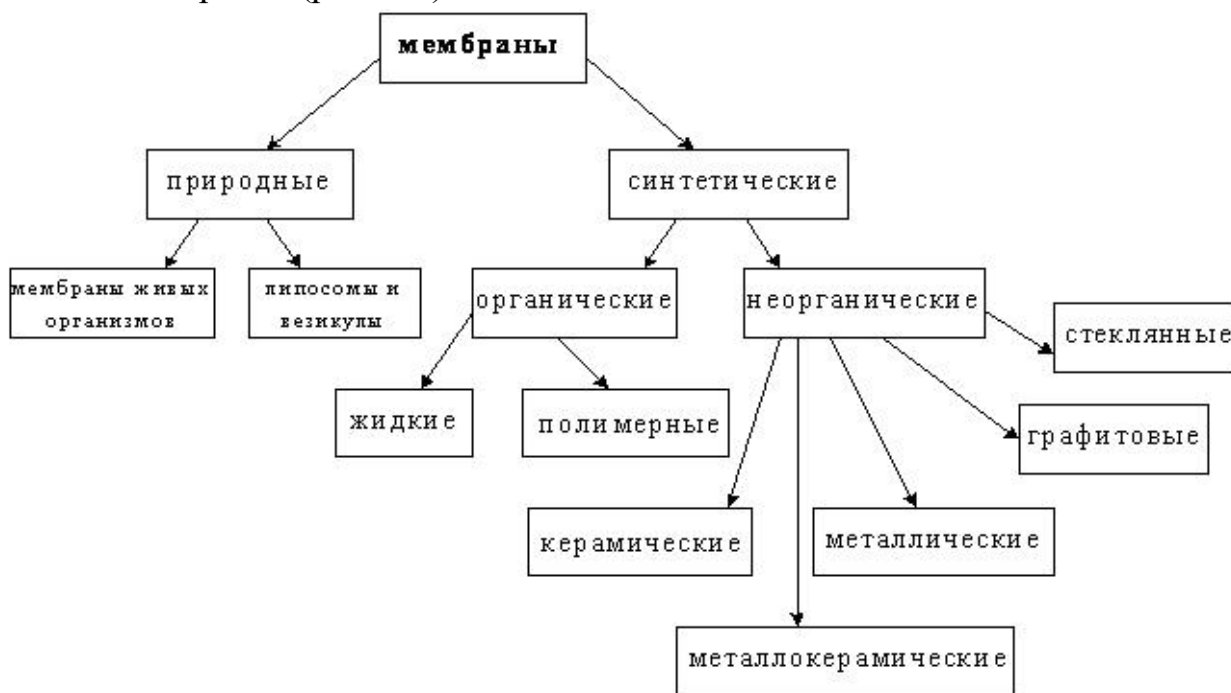 мембраны
природные
синтетические
мембраны живых
организмов
липосомы и
везикулы
органические
неорганические
стеклянные
жидкие
полимерные
графитовые
керамические
металлические
металлокерамические